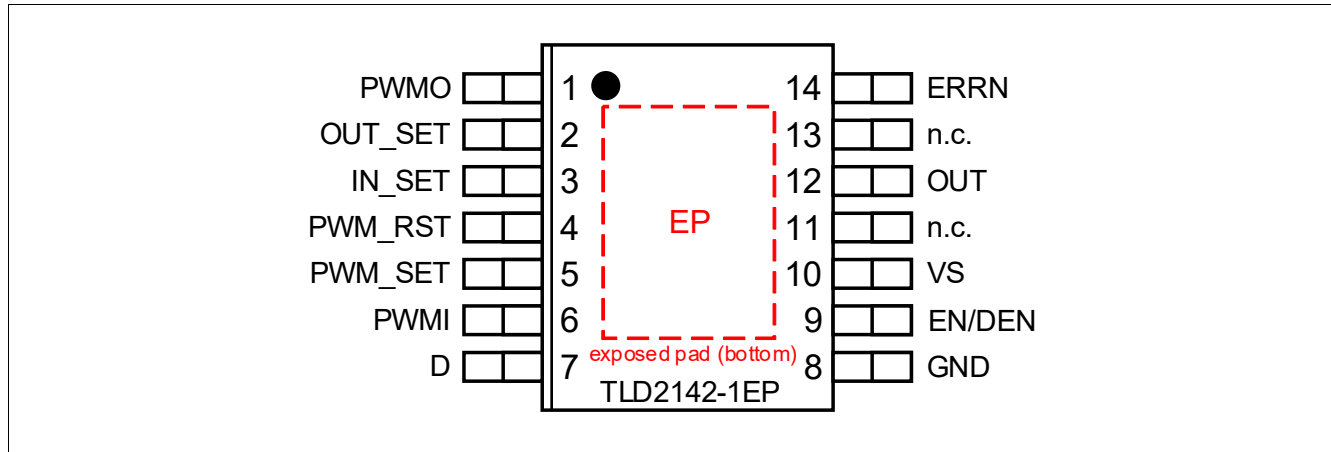 PWMO 1 14 ERRN
OUT_SET 2 13 n.c.
IN_SET 3 12 OUT
PWM_RST 4 EP 11 n.c.
PWM_SET 5 10 VS
PWMI 6 9 EN/DEN
exposed pad (bottom)
D 7 8 GND
TLD2142-1EP